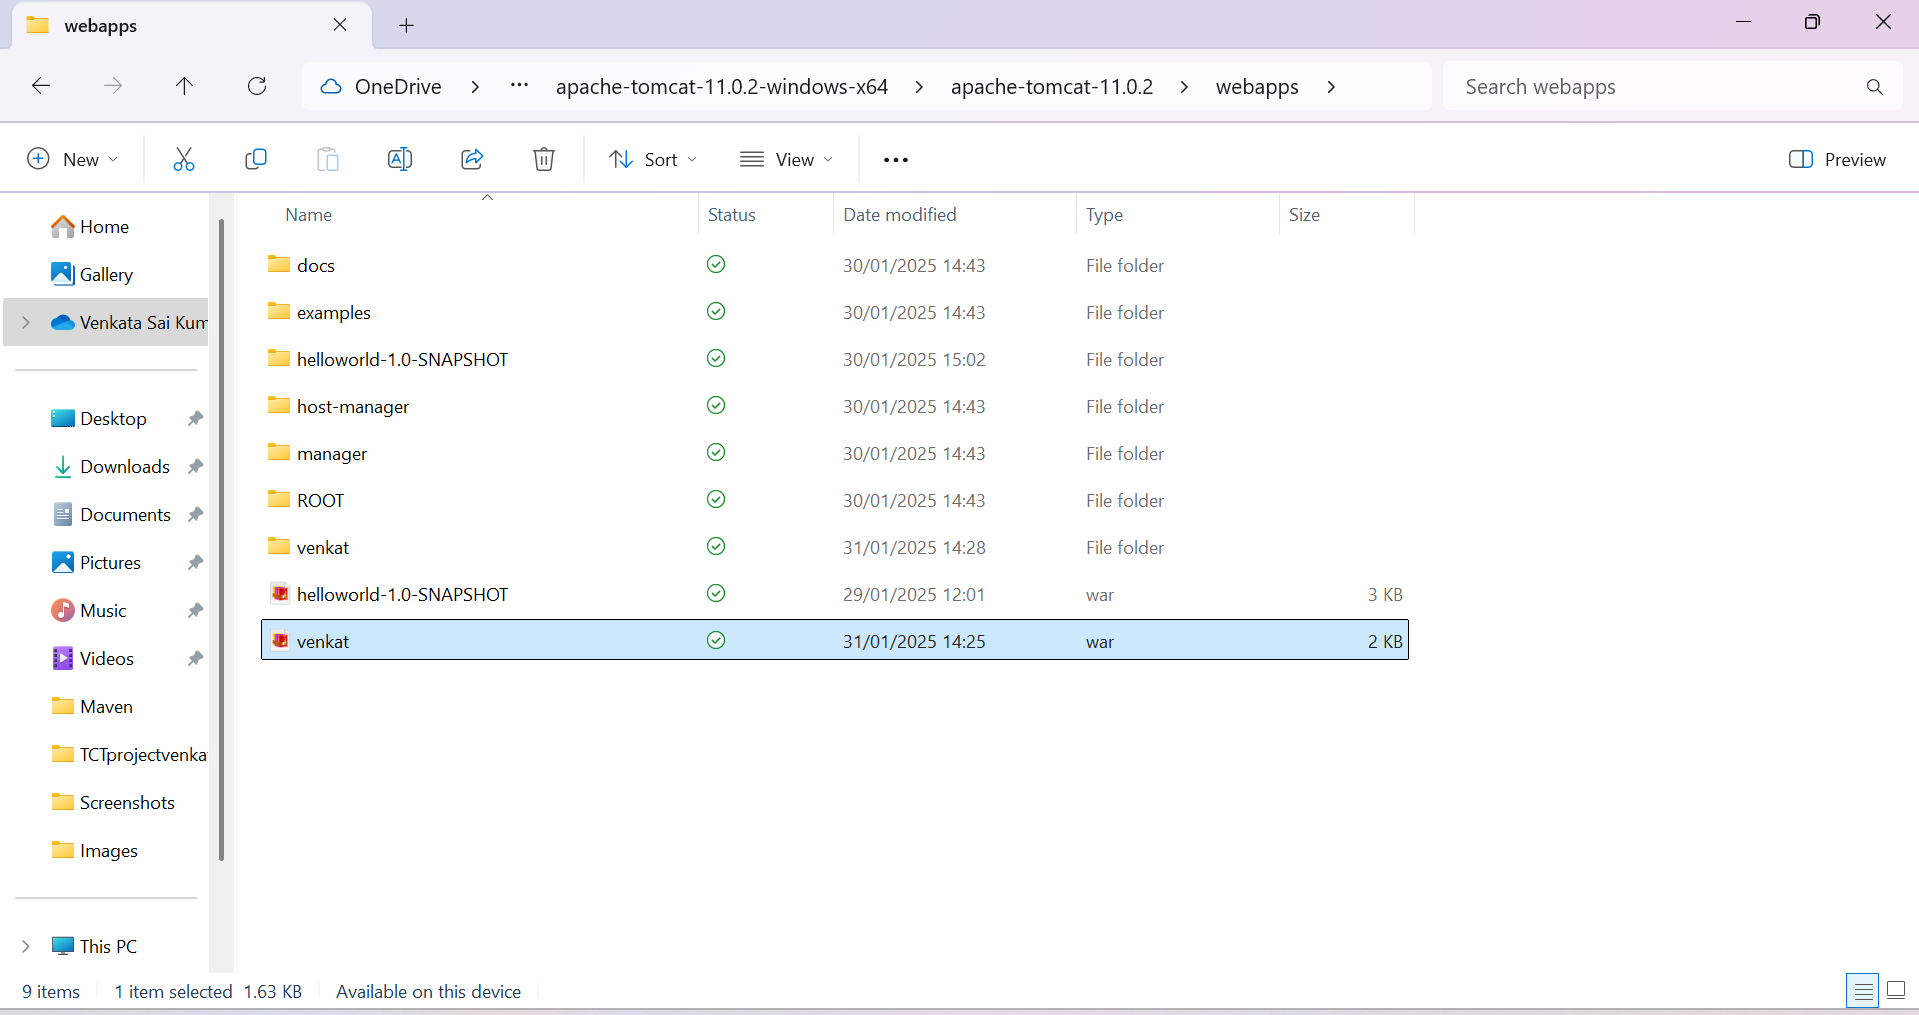 webapps
OneDrive > ··· apache-tomcat-11.0.2-windows-x64 > apache-tomcat-11.0.2 > webapps >
Search webapps
New
Sort
View
Preview
Home
Gallery
Venkata Sai Kum
Desktop
Downloads
Documents
Pictures
Music
Videos
Maven
TCTprojectvenka
Screenshots
Images
This PC
Name Status Date modified Type Size
docs 30/01/2025 14:43 File folder
examples 30/01/2025 14:43 File folder
helloworld-1.0-SNAPSHOT 30/01/2025 15:02 File folder
host-manager 30/01/2025 14:43 File folder
manager 30/01/2025 14:43 File folder
ROOT 30/01/2025 14:43 File folder
venkat 31/01/2025 14:28 File folder
helloworld-1.0-SNAPSHOT 29/01/2025 12:01 war 3 KB
venkat 31/01/2025 14:25 war 2 KB
9 items 1 item selected 1.63 KB Available on this device